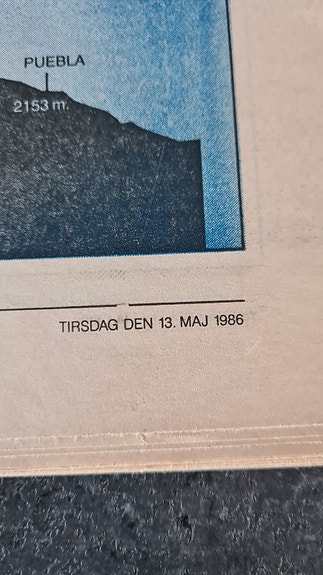 PUEBLA
2153 m.
TIRSDAG DEN 13. MAJ 1986